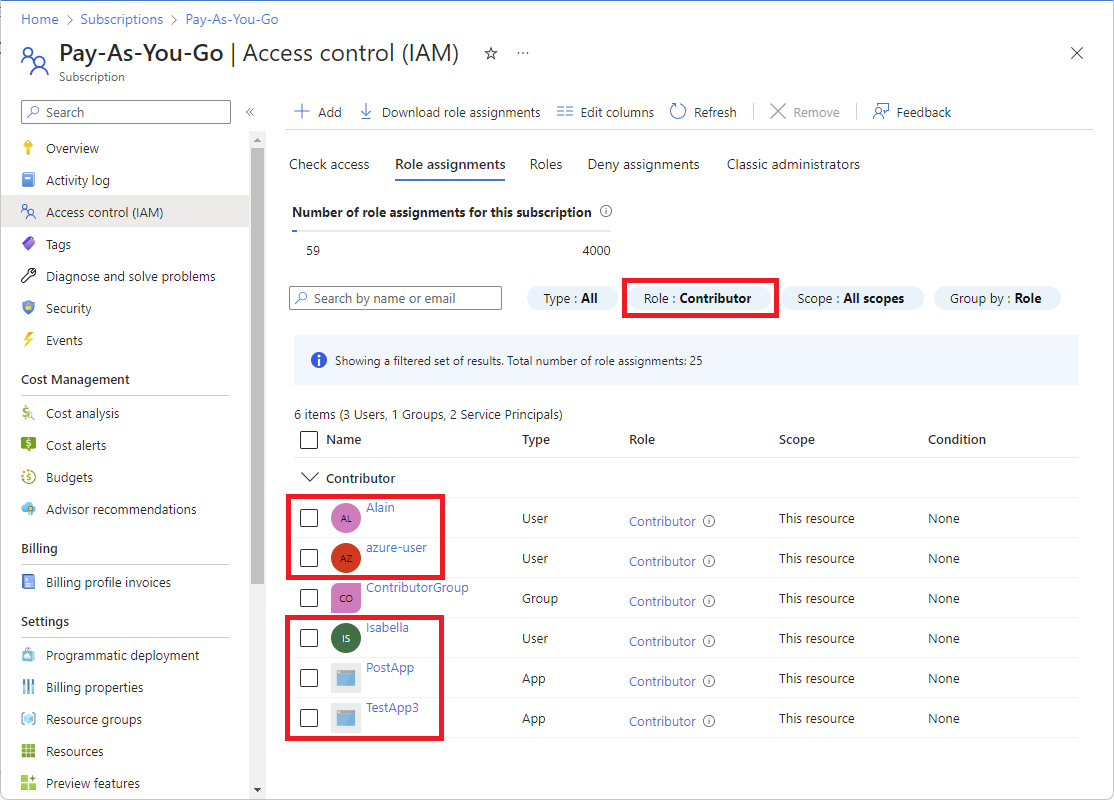 Home > Subscriptions > Pay-As-You-Go
Pay-As-You-Go | Access control (IAM)
Subscription
Search
Overview
Activity log
Access control (IAM)
Tags
Diagnose and solve problems
Security
Events
Cost Management
Cost analysis
Cost alerts
Budgets
Advisor recommendations
Billing
Billing profile invoices
Settings
Programmatic deployment
Billing properties
Resource groups
Resources
Preview features
Add Download role assignments Edit columns Refresh Remove Feedback
Check access Role assignments Roles Deny assignments Classic administrators
Number of role assignments for this subscription
59 4000
Search by name or email Type : All Role : Contributor Scope : All scopes Group by : Role
Showing a filtered set of results. Total number of role assignments: 25
6 items (3 Users, 1 Groups, 2 Service Principals)
Name Type Role Scope Condition
Contributor
AL Alain User Contributor This resource None
AZ azure-user User Contributor This resource None
CO ContributorGroup Group Contributor This resource None
IS Isabella User Contributor This resource None
PostApp App Contributor This resource None
TestApp3 App Contributor This resource None